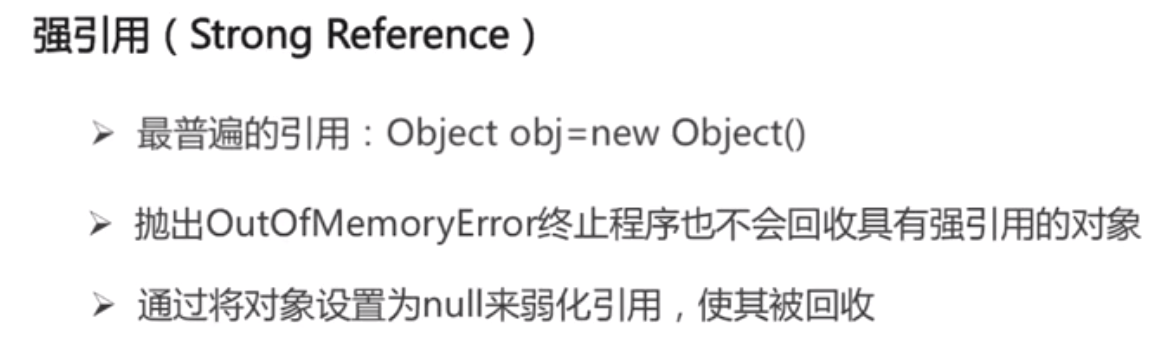 强引用（Strong Reference）
➢ 最普遍的引用：Object obj=new Object()
➢ 抛出OutOfMemoryError终止程序也不会回收具有强引用的对象
➢ 通过将对象设置为null来弱化引用，使其被回收